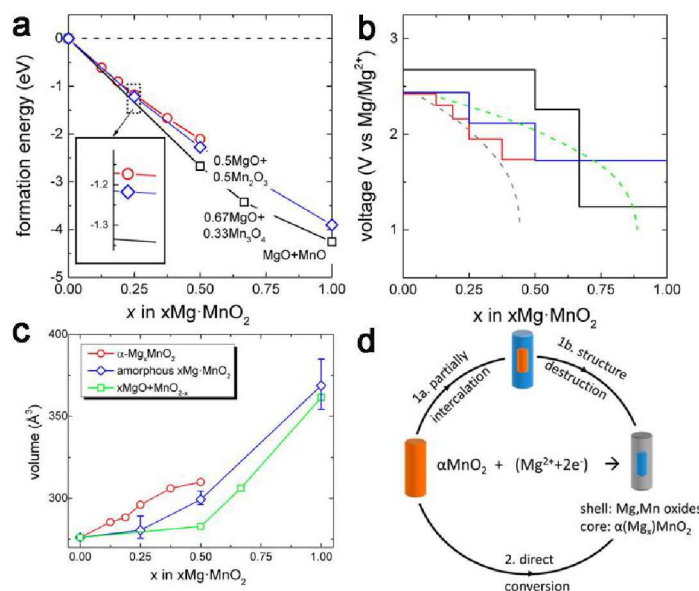 a
formation energy (eV)
0
-1
-2
-3
-4
-5
-1.2
-1.3
0.5MgO+
0.5Mn₂O₃
0.67MgO+
0.33Mn₃O₄
MgO+MnO
0.00 0.25 0.50 0.75 1.00
x in xMg·MnO₂
b
voltage (V vs Mg/Mg²⁺)
3
2
1
0.00 0.25 0.50 0.75 1.00
x in xMg·MnO₂
c
volume (Å³)
400
360
320
280
α-MgₓMnO₂
amorphous xMg·MnO₂
xMgO+MnO₂₋ₓ
0.00 0.25 0.50 0.75 1.00
x in xMg·MnO₂
d
1a. partially
intercalation
1b. structure
destruction
αMnO₂ + (Mg²⁺+2e⁻)
shell: Mg,Mn oxides
core: α(Mgₓ)MnO₂
2. direct
conversion